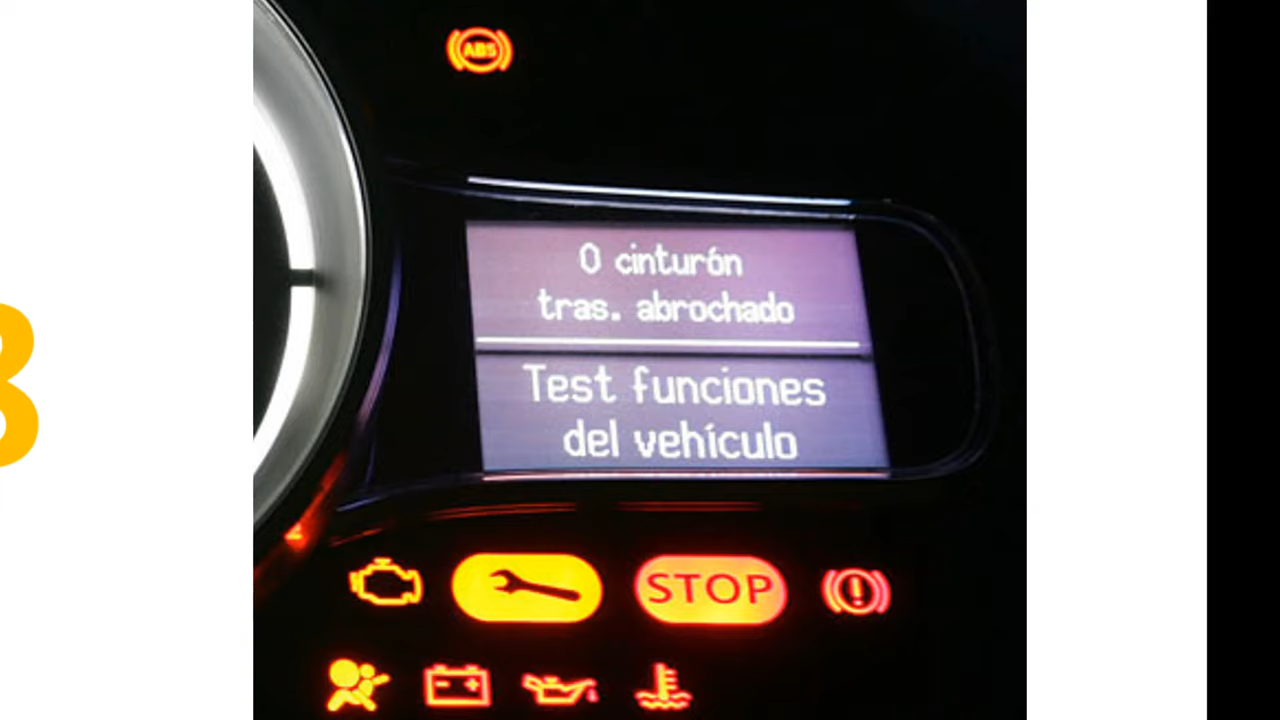 ABS
0 cinturón
tras. abrochado
Test funciones
del vehículo
STOP